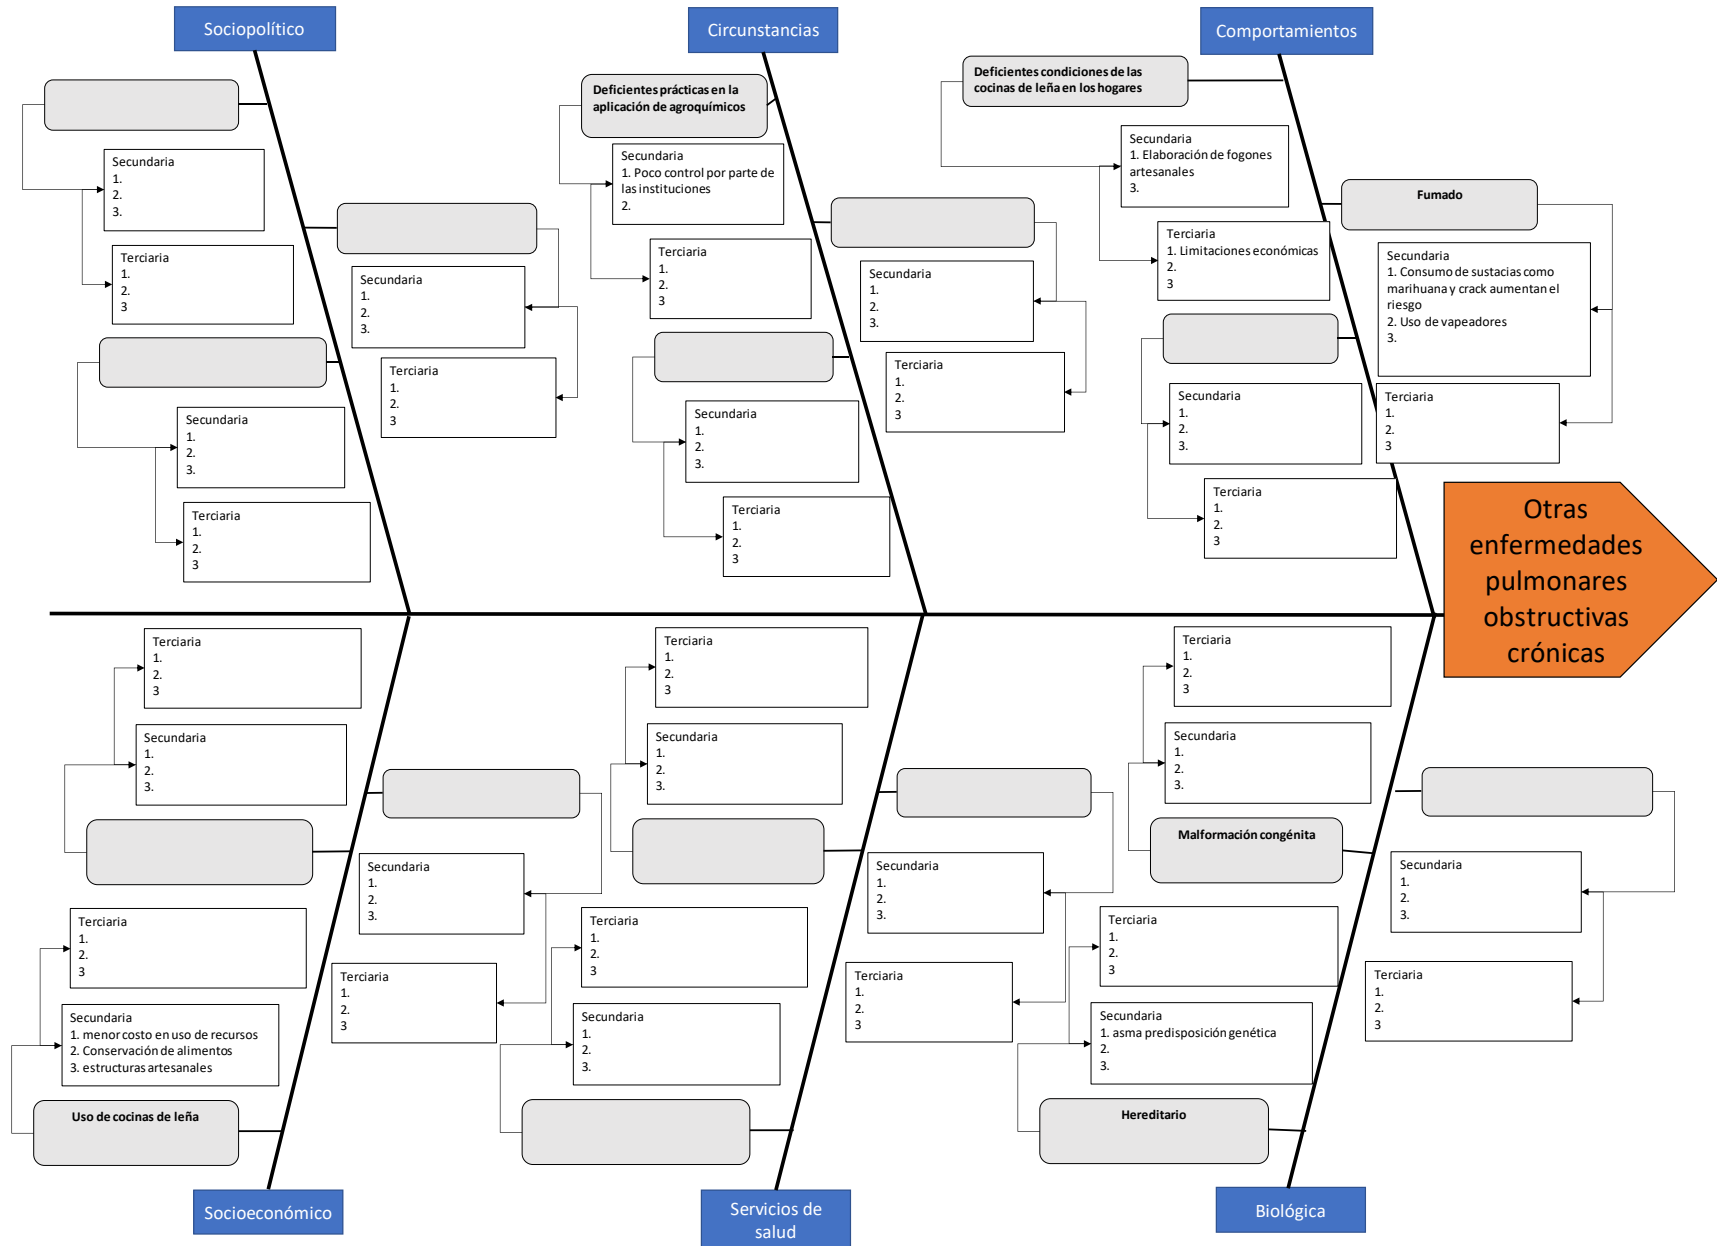 Sociopolítico
Circunstancias
Comportamientos
Deficientes prácticas en la
aplicación de agroquímicos
Deficientes condiciones de las
cocinas de leña en los hogares
Secundaria
1.
2.
3.
Terciaria
1.
2.
3
Secundaria
1.
2.
3.
Terciaria
1.
2.
3
Secundaria
1.
2.
3.
Terciaria
1.
2.
3
Secundaria
1. Poco control por parte de
las instituciones
2.
Terciaria
1.
2.
3
Secundaria
1.
2.
3.
Terciaria
1.
2.
3
Secundaria
1.
2.
3.
Terciaria
1.
2.
3
Secundaria
1. Elaboración de fogones
artesanales
3.
Terciaria
1. Limitaciones económicas
2.
3
Fumado
Secundaria
1. Consumo de sustacias como
marihuana y crack aumentan el
riesgo
2. Uso de vapeadores
3.
Terciaria
1.
2.
3
Secundaria
1.
2.
3.
Terciaria
1.
2.
3
Otras
enfermedades
pulmonares
obstructivas
crónicas
Terciaria
1.
2.
3
Secundaria
1.
2.
3.
Secundaria
1.
2.
3.
Terciaria
1.
2.
3
Terciaria
1.
2.
3
Secundaria
1. menor costo en uso de recursos
2. Conservación de alimentos
3. estructuras artesanales
Uso de cocinas de leña
Socioeconómico
Terciaria
1.
2.
3
Secundaria
1.
2.
3.
Secundaria
1.
2.
3.
Terciaria
1.
2.
3
Terciaria
1.
2.
3
Secundaria
1.
2.
3.
Servicios de
salud
Terciaria
1.
2.
3
Secundaria
1.
2.
3.
Malformación congénita
Secundaria
1.
2.
3.
Terciaria
1.
2.
3
Terciaria
1.
2.
3
Secundaria
1. asma predisposición genética
2.
3.
Hereditario
Biológica